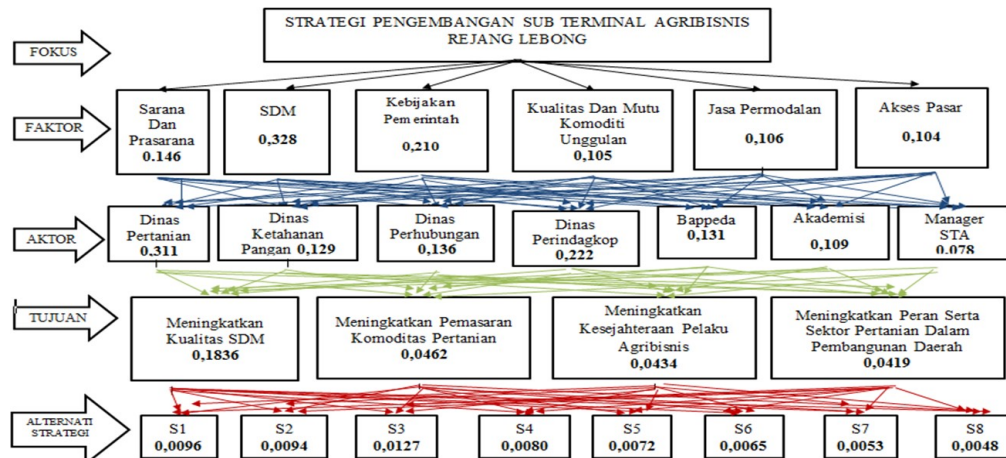 STRATEGI PENGEMBANGAN SUB TERMINAL AGRIBISNIS
REJANG LEBONG
FOKUS
FAKTOR
Sarana
Dan
Prasarana
0.146
SDM
0,328
Kebijakan
Pemerintah
0,210
Kualitas Dan Mutu
Komoditi
Unggulan
0,105
Jasa Permodalan
0,106
Akses Pasar
0,104
AKTOR
Dinas
Pertanian
0,311
Dinas
Ketahanan
Pangan 0,129
Dinas
Perhubungan
0,136
Dinas
Perindagkop
0,222
Bappeda
0,131
Akademisi
0,109
Manager
STA
0,078
TUJUAN
Meningkatkan
Kualitas SDM
0,1836
Meningkatkan Pemasaran
Komoditas Pertanian
0,0462
Meningkatkan
Kesejahteraan Pelaku
Agribisnis
0,0434
Meningkatkan Peran Serta
Sektor Pertanian Dalam
Pembangunan Daerah
0,0419
ALTERNATI
STRATEGI
S1
0,0096
S2
0,0094
S3
0,0127
S4
0,0080
S5
0,0072
S6
0,0065
S7
0,0053
S8
0,0048